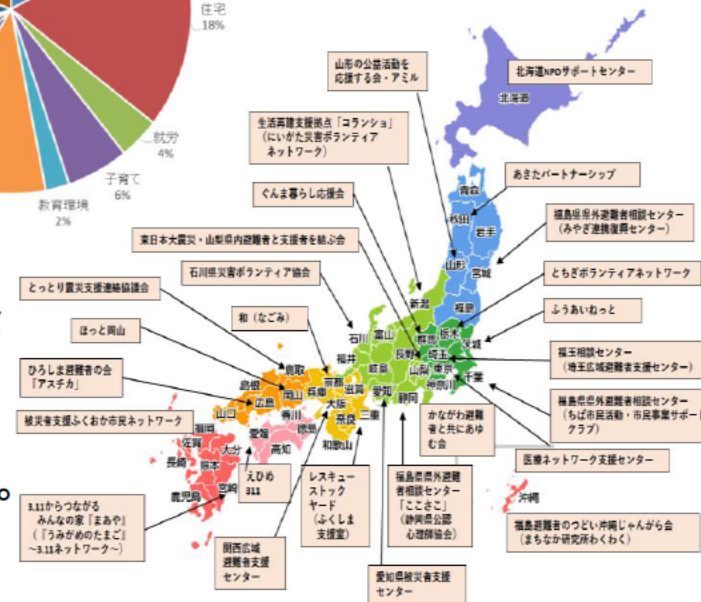 住宅
18%
就労
4%
子育て
6%
教育環境
2%
山形の公益活動を
応援する会・アミル
北海道NPOサポートセンター
北海道
生活再建支援拠点「コランショ」
(にいがた災害ボランティア
ネットワーク)
あきたパートナーシップ
ぐんま暮らし応援会
福島県県外避難者相談センター
(みやぎ連携復興センター)
東日本大震災・山梨県内避難者と支援者を結ぶ会
石川県災害ボランティア協会
とちぎボランティアネットワーク
とっとり震災支援連絡協議会
和(なごみ)
ふうあいねっと
ほっと岡山
福玉相談センター
(埼玉広域避難者支援センター)
ひろしま避難者の会
「アスチカ」
福島県県外避難者相談センター
(ちば市民活動・市民事業サポート
クラブ)
被災者支援ふくおか市民ネットワーク
かながわ避難
者と共にあゆ
む会
医療ネットワーク支援センター
えひめ
311
レスキュー
ストック
ヤード
(ふくしま
支援室)
福島県県外避難
者相談センター
「ここさこ」
(静岡県公認
心理師協会)
3.11からつながる
みんなの家「まあや」
(『うみがめのたまご』
~3.11ネットワーク~)
関西広域
避難者支援
センター
愛知県被災者支援
センター
福島避難者のつどい沖縄じゃんがら会
(まちなか研究所わくわく)
青森
秋田
岩手
山形
宮城
福島
新潟
石川
富山
群馬
栃木
茨城
福井
長野
埼玉
岐阜
山梨
東京
千葉
神奈川
愛知
静岡
鳥取
島根
岡山
兵庫
京都
滋賀
広島
大阪
山口
香川
奈良
三重
徳島
和歌山
愛媛
高知
福岡
佐賀
大分
長崎
熊本
宮崎
鹿児島
沖縄